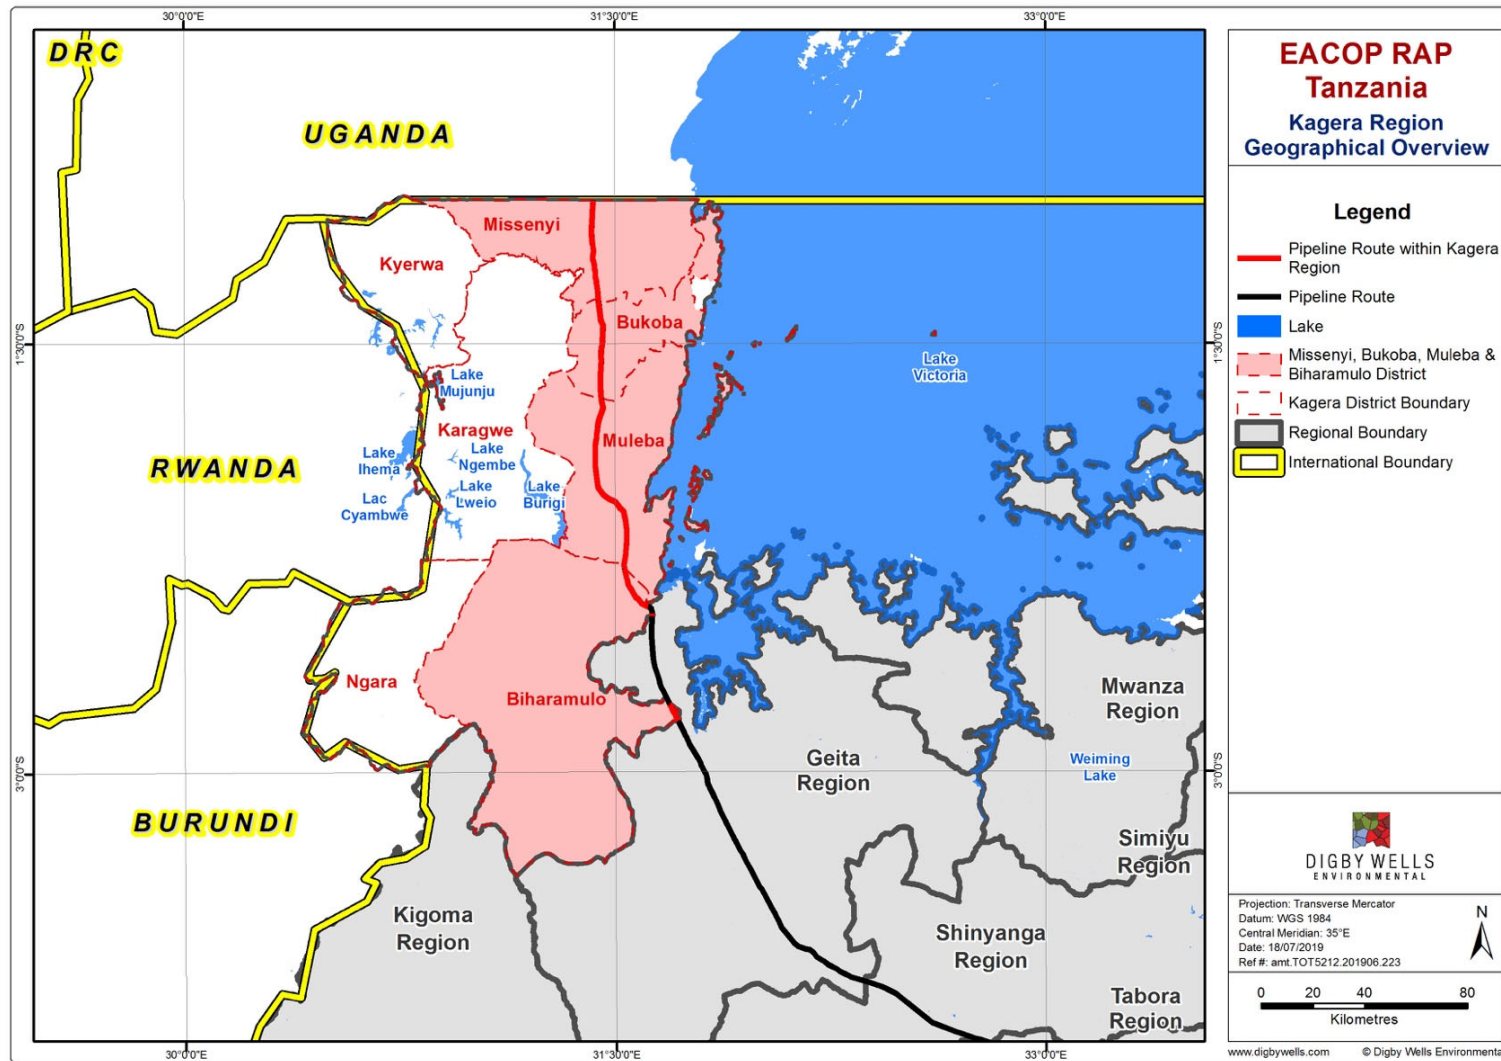 30°0'0"E
31°30'0"E
33°0'0"E
DRC
UGANDA
Missenyi
Kyerwa
Bukoba
1°30'0"S
1°30'0"S
Lake
Victoria
Lake
Mujunju
Karagwe
Muleba
Lake
Ngembe
Lake
Ihema
RWANDA
Lake
Lweio
Lake
Burigi
Lac
Cyambwe
Ngara
Biharamulo
Mwanza
Region
Geita
Region
Weiming
Lake
3°0'0"S
3°0'0"S
BURUNDI
Simiyu
Region
Kigoma
Region
Shinyanga
Region
Tabora
Region
30°0'0"E
31°30'0"E
33°0'0"E
EACOP RAP
Tanzania
Kagera Region
Geographical Overview
Legend
Pipeline Route within Kagera
Region
Pipeline Route
Lake
Missenyi, Bukoba, Muleba &
Biharamulo District
Kagera District Boundary
Regional Boundary
International Boundary
DIGBY WELLS
ENVIRONMENTAL
Projection: Transverse Mercator
Datum: WGS 1984
Central Meridian: 35°E
Date: 18/07/2019
Ref #: amt.TOT5212.201906.223
N
0 20 40 80
Kilometres
www.digbywells.com © Digby Wells Environmenta